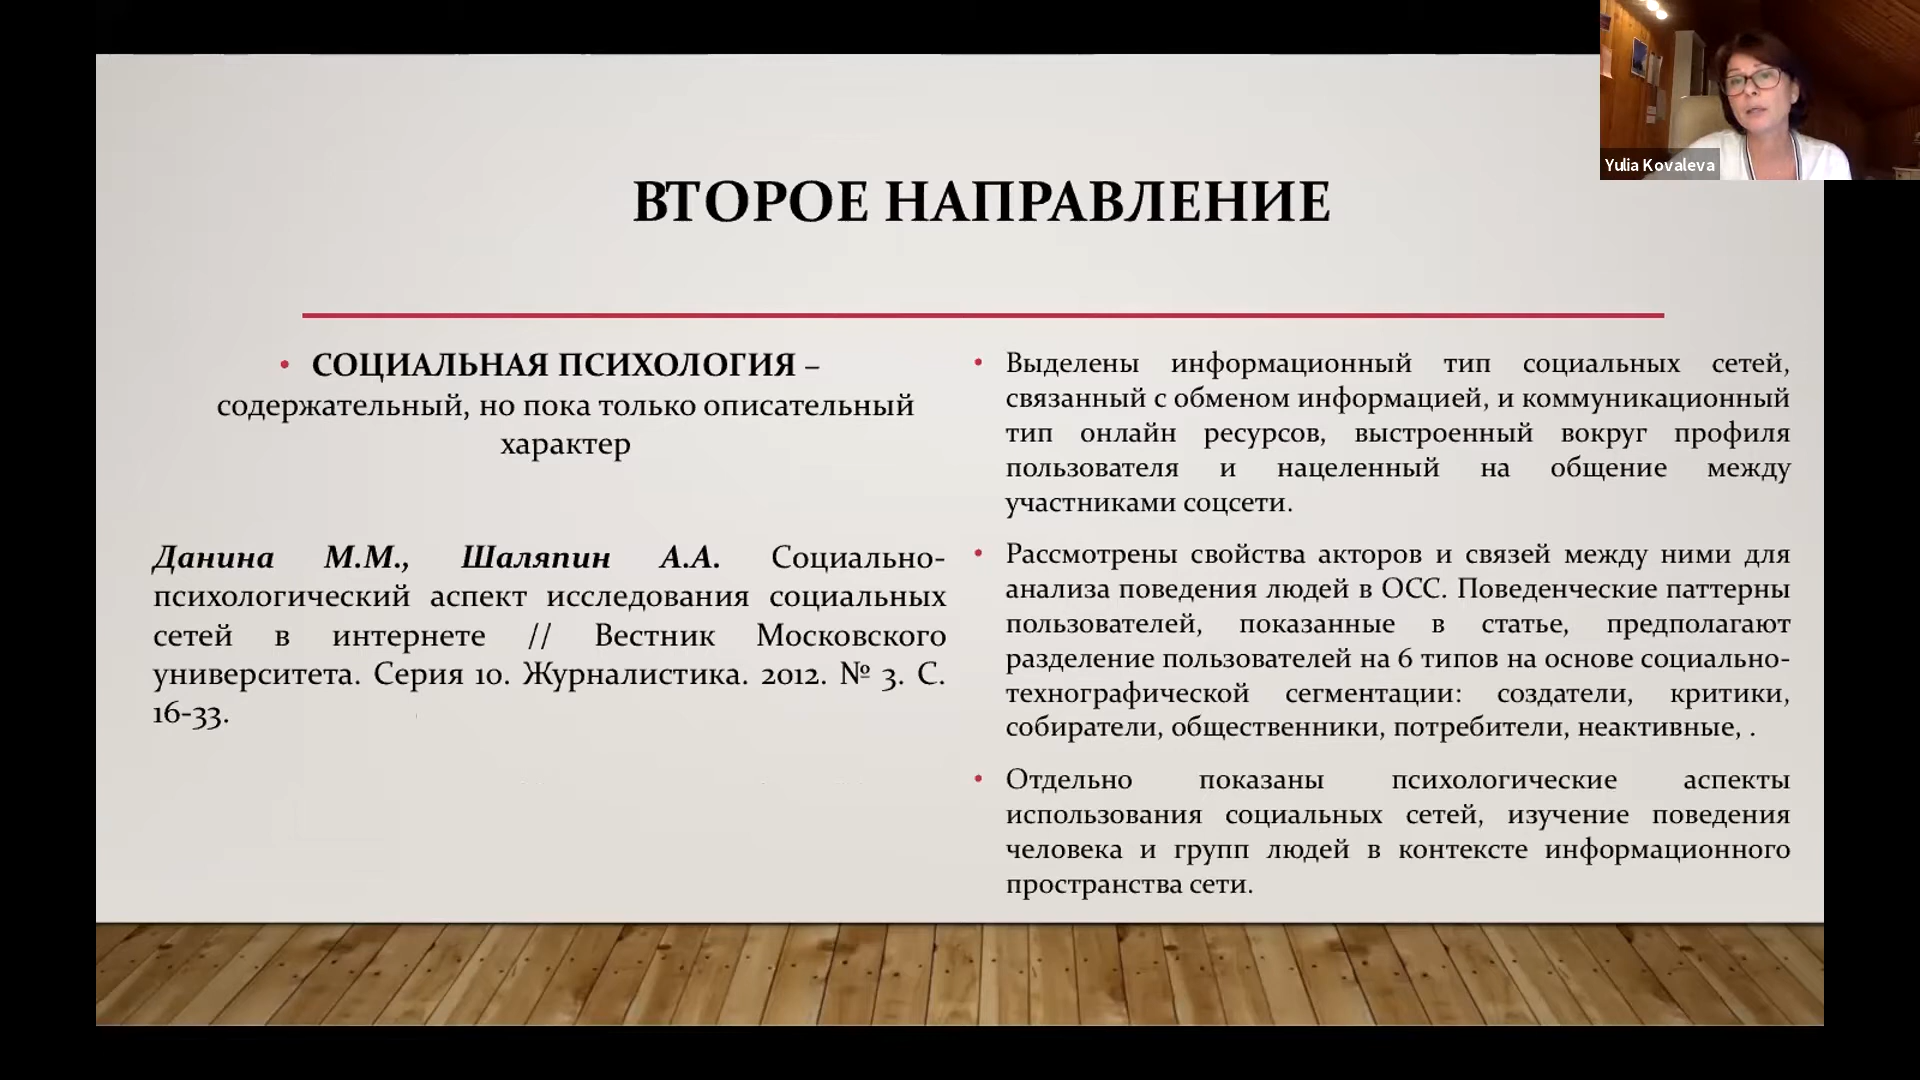 Yulia Kovaleva
ВТОРОЕ НАПРАВЛЕНИЕ
• СОЦИАЛЬНАЯ ПСИХОЛОГИЯ –
содержательный, но пока только описательный
характер
Данина М.М., Шаляпин А.А. Социально-
психологический аспект исследования социальных
сетей в интернете // Вестник Московского
университета. Серия 10. Журналистика. 2012. № 3. С.
16-33.
• Выделены информационный тип социальных сетей,
связанный с обменом информацией, и коммуникационный
тип онлайн ресурсов, выстроенный вокруг профиля
пользователя и нацеленный на общение между
участниками соцсети.
• Рассмотрены свойства акторов и связей между ними для
анализа поведения людей в ОСС. Поведенческие паттерны
пользователей, показанные в статье, предполагают
разделение пользователей на 6 типов на основе социально-
технографической сегментации: создатели, критики,
собиратели, общественники, потребители, неактивные, .
• Отдельно показаны психологические аспекты
использования социальных сетей, изучение поведения
человека и групп людей в контексте информационного
пространства сети.